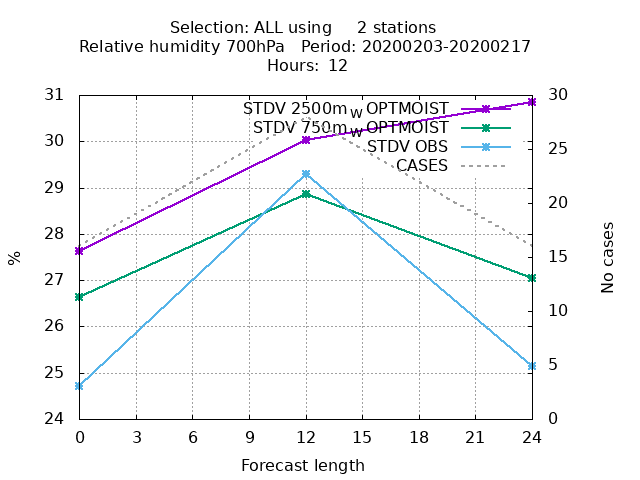 Selection: ALL using     2 stations
Relative humidity 700hPa   Period: 20200203-20200217
Hours: 12
31
30
29
28
27
26
25
24
%
30
25
20
15
10
5
0
No cases
STDV 2500m_W OPTMOIST
STDV 750m_W OPTMOIST
STDV OBS
CASES
0 3 6 9 12 15 18 21 24
Forecast length